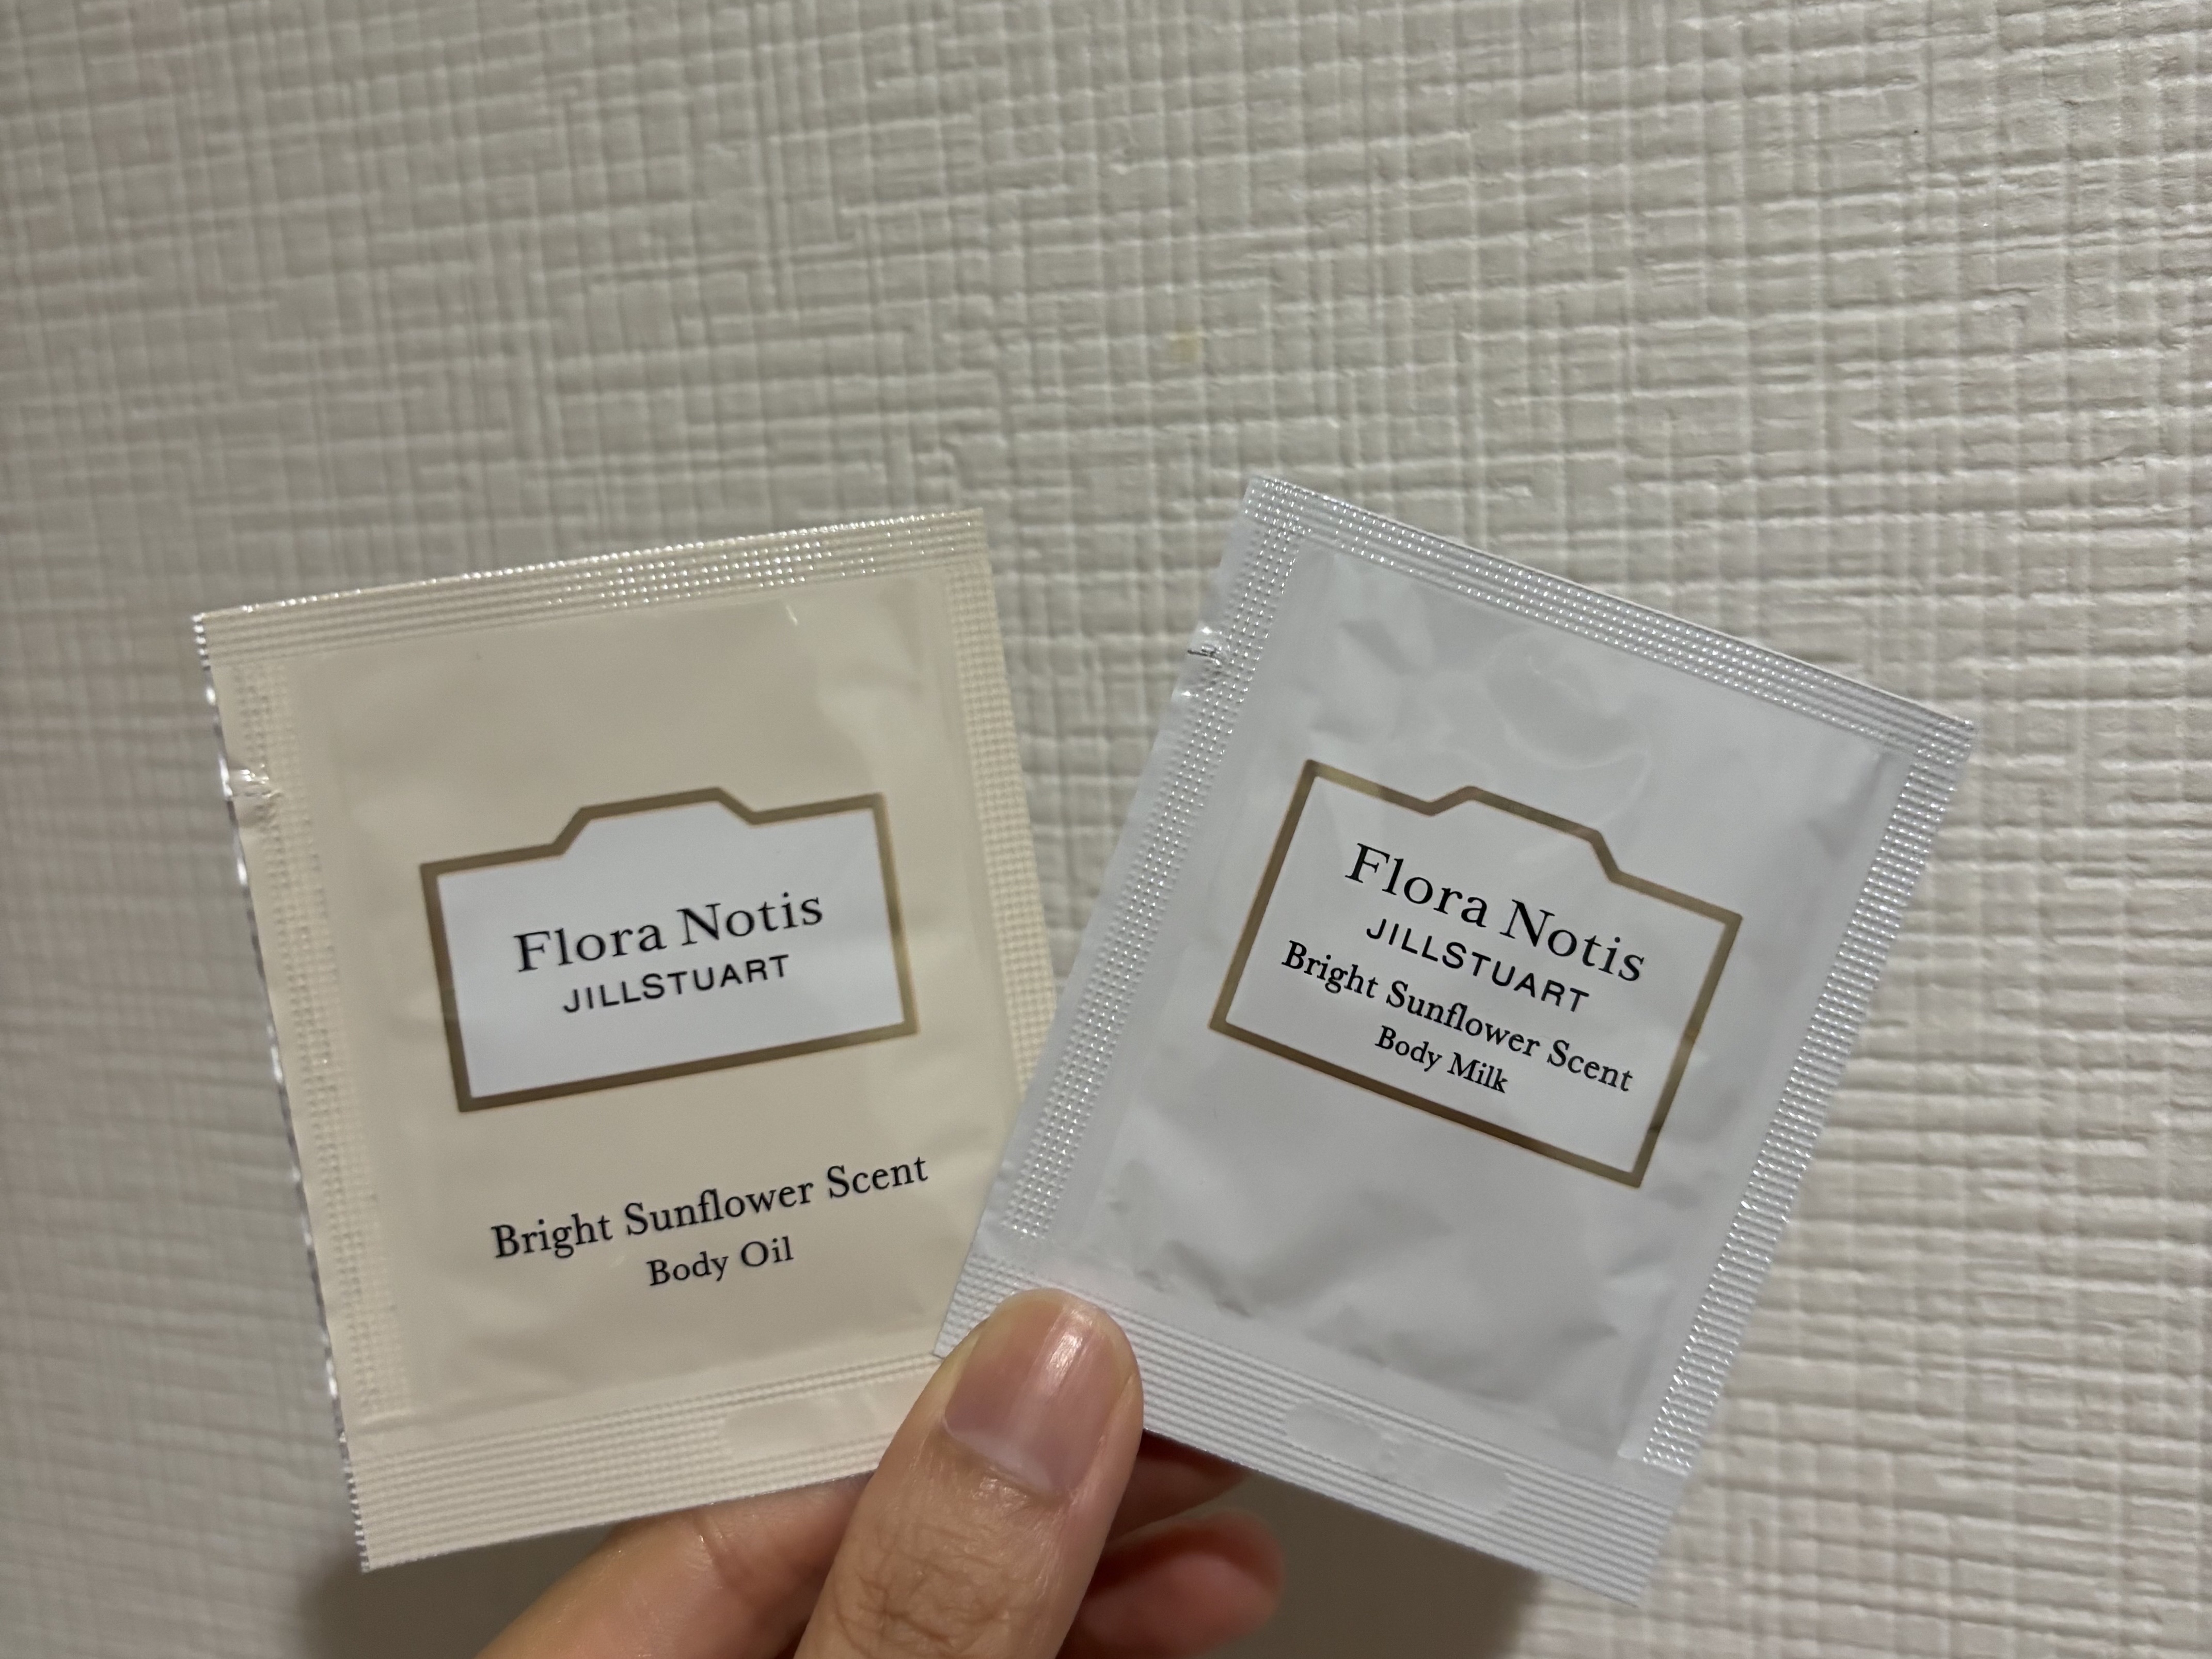 Flora Notis
JILLSTUART
Bright Sunflower Scent
Body Oil
Flora Notis
JILLSTUART
Bright Sunflower Scent
Body Milk